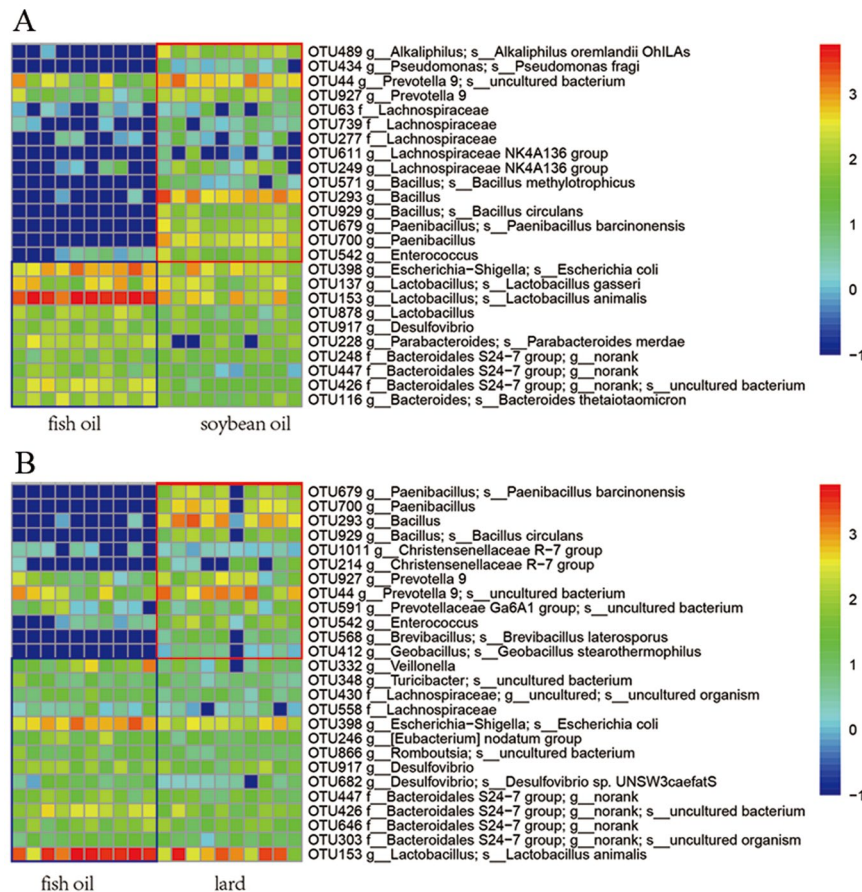 A
OTU489 g__Alkaliphilus; s__Alkaliphilus oremlandii OhILAs
OTU434 g__Pseudomonas; s__Pseudomonas fragi
OTU44 g__Prevotella 9; s__uncultured bacterium
OTU927 g__Prevotella 9
OTU63 f__Lachnospiraceae
OTU739 f__Lachnospiraceae
OTU277 f__Lachnospiraceae
OTU611 g__Lachnospiraceae NK4A136 group
OTU249 g__Lachnospiraceae NK4A136 group
OTU571 g__Bacillus; s__Bacillus methylotrophicus
OTU293 g__Bacillus
OTU929 g__Bacillus; s__Bacillus circulans
OTU679 g__Paenibacillus; s__Paenibacillus barcinonensis
OTU700 g__Paenibacillus
OTU542 g__Enterococcus
OTU398 g__Escherichia−Shigella; s__Escherichia coli
OTU137 g__Lactobacillus; s__Lactobacillus gasseri
OTU153 g__Lactobacillus; s__Lactobacillus animalis
OTU878 g__Lactobacillus
OTU917 g__Desulfovibrio
OTU228 g__Parabacteroides; s__Parabacteroides merdae
OTU248 f__Bacteroidales S24−7 group; g__norank
OTU447 f__Bacteroidales S24−7 group; g__norank
OTU426 f__Bacteroidales S24−7 group; g__norank; s__uncultured bacterium
OTU116 g__Bacteroides; s__Bacteroides thetaiotaomicron
3
2
1
0
−1
fish oil soybean oil
B
OTU679 g__Paenibacillus; s__Paenibacillus barcinonensis
OTU700 g__Paenibacillus
OTU293 g__Bacillus
OTU929 g__Bacillus; s__Bacillus circulans
OTU1011 g__Christensenellaceae R−7 group
OTU214 g__Christensenellaceae R−7 group
OTU927 g__Prevotella 9
OTU44 g__Prevotella 9; s__uncultured bacterium
OTU591 g__Prevotellaceae Ga6A1 group; s__uncultured bacterium
OTU542 g__Enterococcus
OTU568 g__Brevibacillus; s__Brevibacillus laterosporus
OTU412 g__Geobacillus; s__Geobacillus stearothermophilus
OTU332 g__Veillonella
OTU348 g__Turicibacter; s__uncultured bacterium
OTU430 f__Lachnospiraceae; g__uncultured; s__uncultured organism
OTU558 f__Lachnospiraceae
OTU398 g__Escherichia−Shigella; s__Escherichia coli
OTU246 g__[Eubacterium] nodatum group
OTU866 g__Romboutsia; s__uncultured bacterium
OTU917 g__Desulfovibrio
OTU682 g__Desulfovibrio; s__Desulfovibrio sp. UNSW3caefatS
OTU447 f__Bacteroidales S24−7 group; g__norank
OTU426 f__Bacteroidales S24−7 group; g__norank; s__uncultured bacterium
OTU646 f__Bacteroidales S24−7 group; g__norank
OTU303 f__Bacteroidales S24−7 group; g__norank; s__uncultured organism
OTU153 g__Lactobacillus; s__Lactobacillus animalis
3
2
1
0
−1
fish oil lard